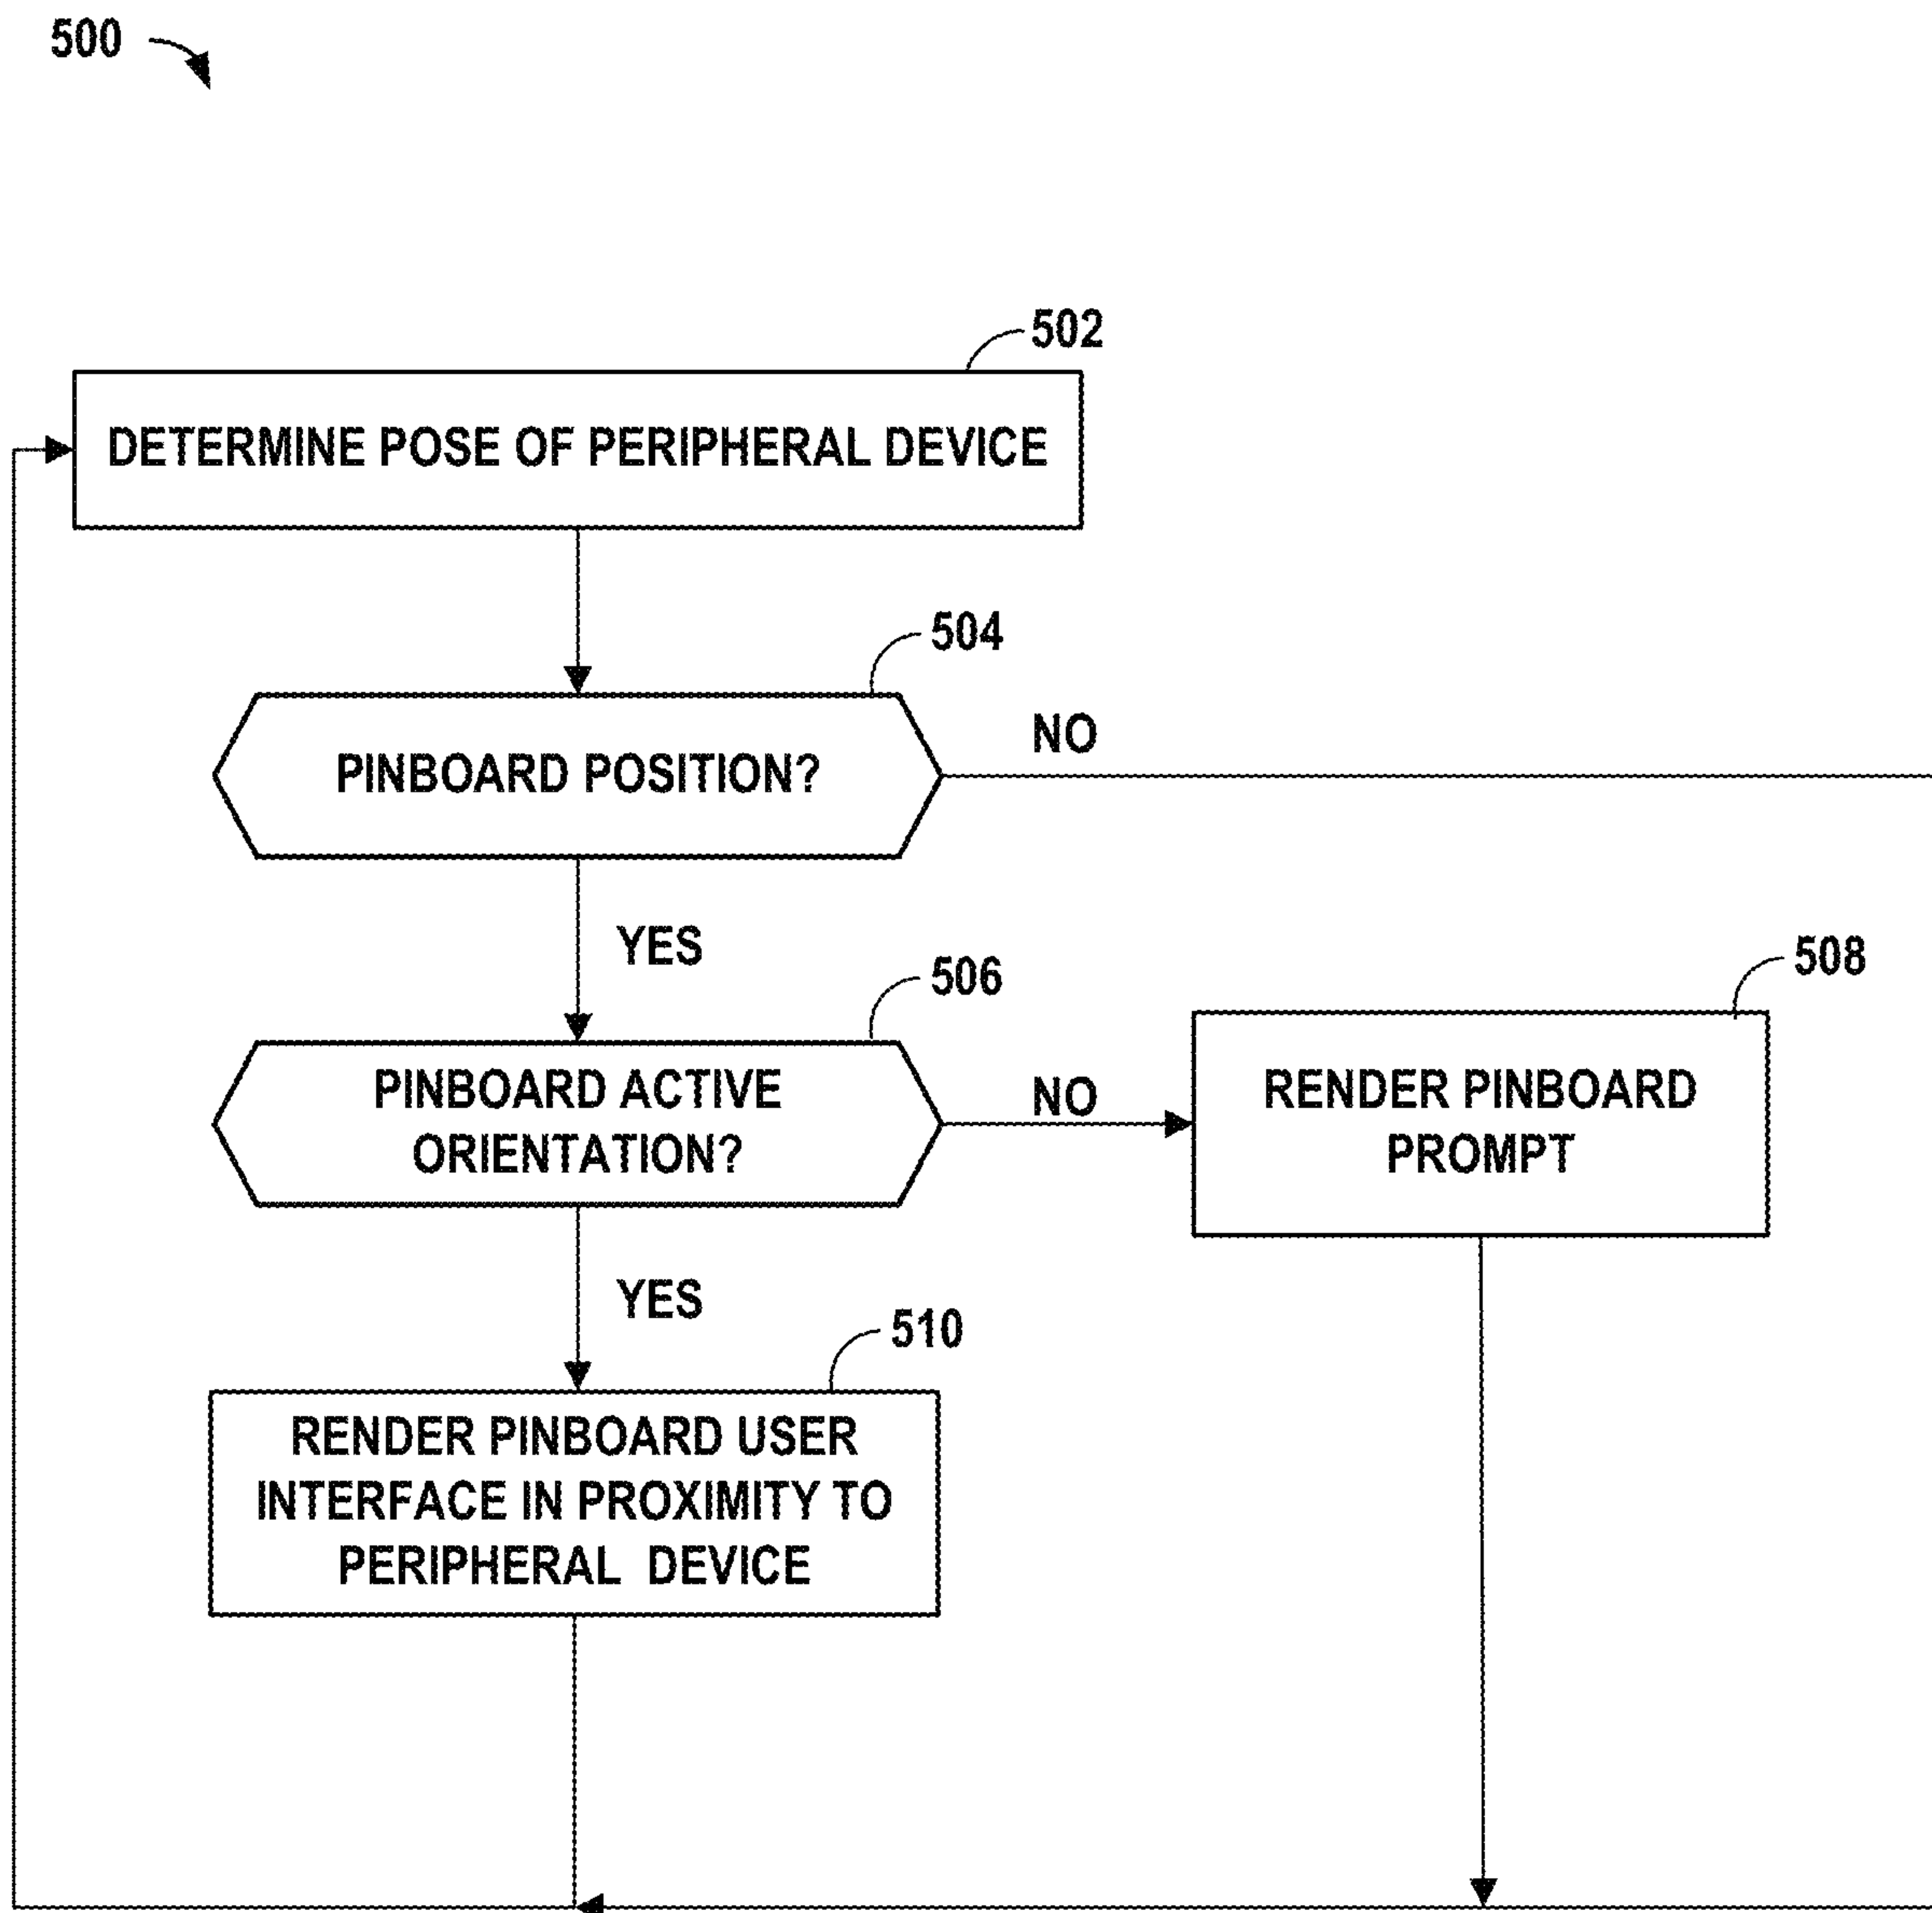 500
502
DETERMINE POSE OF PERIPHERAL DEVICE
504
PINBOARD POSITION?
NO
YES
506
PINBOARD ACTIVE
ORIENTATION?
NO
508
RENDER PINBOARD
PROMPT
YES
510
RENDER PINBOARD USER
INTERFACE IN PROXIMITY TO
PERIPHERAL DEVICE